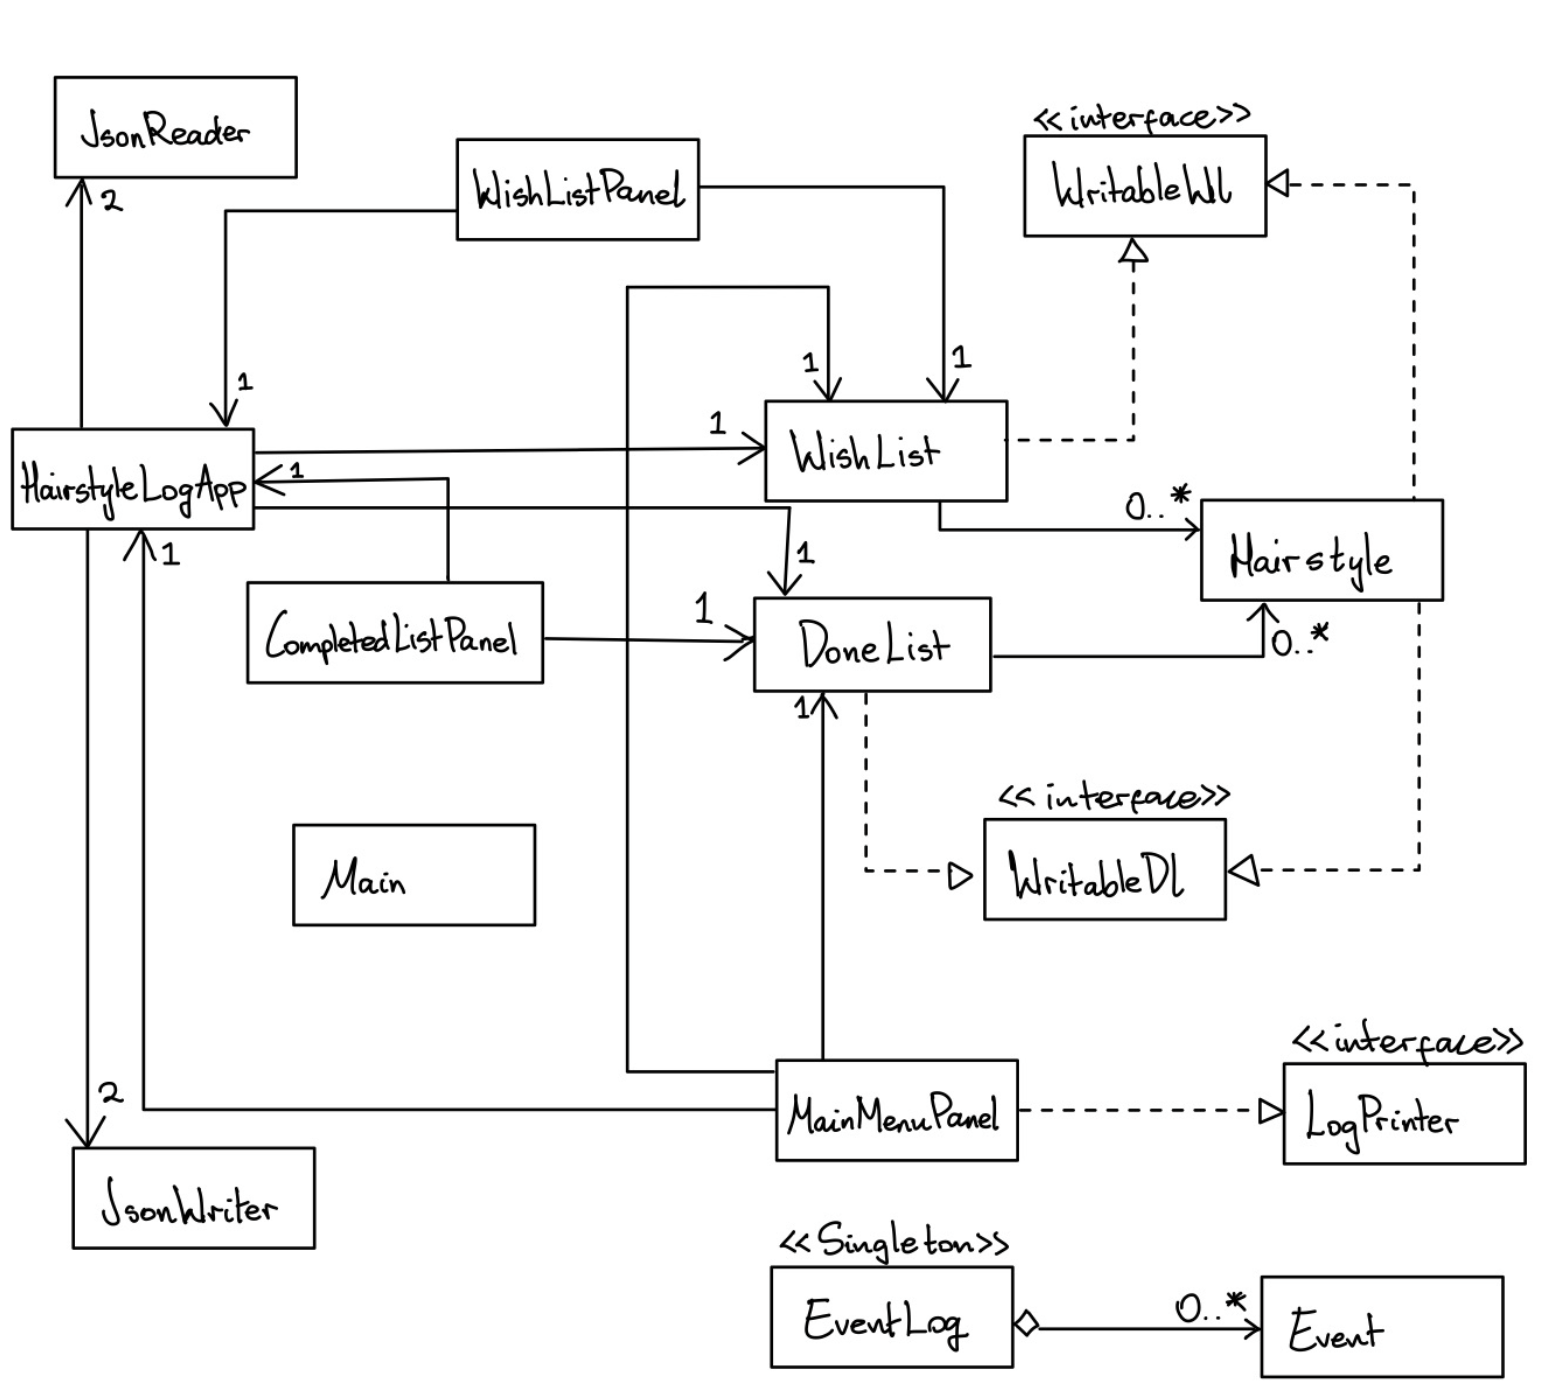 JsonReader
2
WishListPanel
<<interface>>
WritableWl
1
1
1
HairstyleLogApp
1
1
WishList
0..*
Hairstyle
1
1
CompletedListPanel
1
DoneList
0..*
1
<<interface>>
WritableDl
Main
2
MainMenuPanel
<<interface>>
LogPrinter
JsonWriter
<<Singleton>>
EventLog
0..*
Event